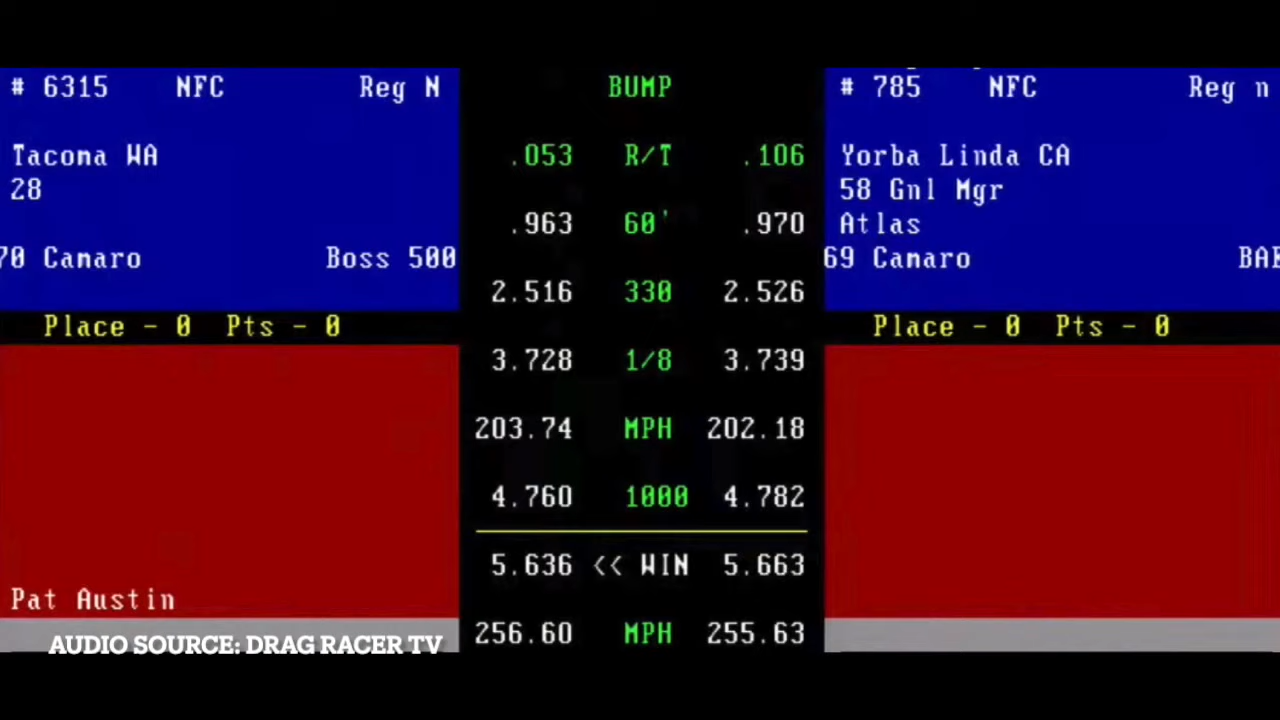 # 6315 NFC Reg N
Tacoma WA
28
70 Camaro Boss 500
Place - 0 Pts - 0
Pat Austin
AUDIO SOURCE: DRAG RACER TV
BUMP
.053 R/T .106
.963 60' .970
2.516 330 2.526
3.728 1/8 3.739
203.74 MPH 202.18
4.760 1000 4.782
5.636 << WIN 5.663
256.60 MPH 255.63
# 785 NFC Reg n
Yorba Linda CA
58 Gnl Mgr
Atlas
69 Camaro
Place - 0 Pts - 0